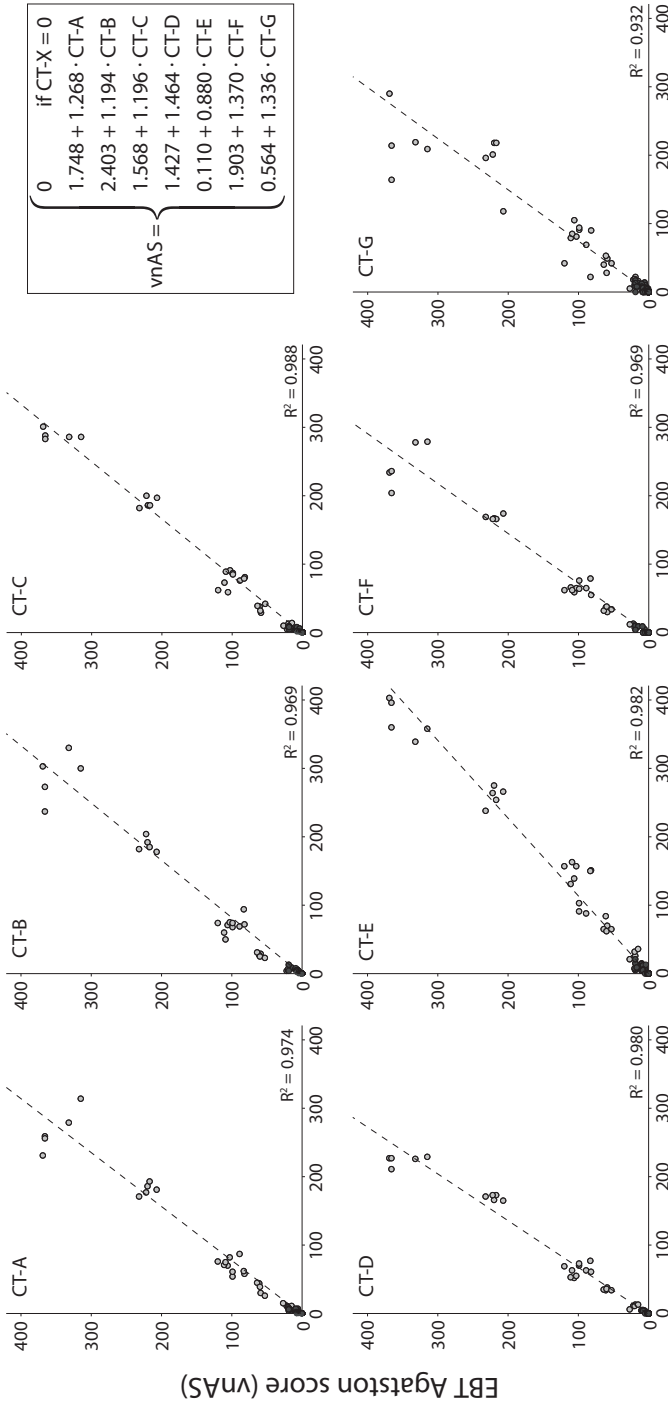 EBT Agatston score (vnAS)
CT-A
400
300
200
100
0
0
100
200
300
400
R² = 0.974
CT-B
400
300
200
100
0
0
100
200
300
400
R² = 0.969
CT-C
400
300
200
100
0
0
100
200
300
400
R² = 0.988
vnAS =
0 if CT-X = 0
1.748 + 1.268 · CT-A
2.403 + 1.194 · CT-B
1.568 + 1.196 · CT-C
1.427 + 1.464 · CT-D
0.110 + 0.880 · CT-E
1.903 + 1.370 · CT-F
0.564 + 1.336 · CT-G
CT-D
400
300
200
100
0
0
100
200
300
400
R² = 0.980
CT-E
400
300
200
100
0
0
100
200
300
400
R² = 0.982
CT-F
400
300
200
100
0
0
100
200
300
400
R² = 0.969
CT-G
400
300
200
100
0
0
100
200
300
400
R² = 0.932